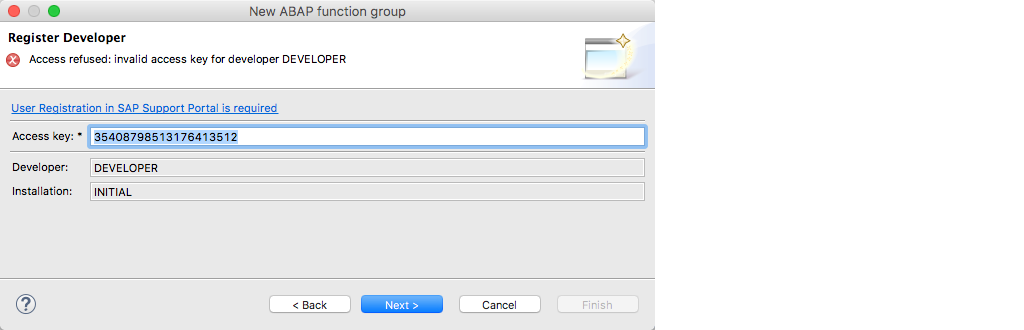 New ABAP function group
Register Developer
Access refused: invalid access key for developer DEVELOPER
User Registration in SAP Support Portal is required
Access key: * 35408798513176413512
Developer: DEVELOPER
Installation: INITIAL
? < Back Next > Cancel Finish